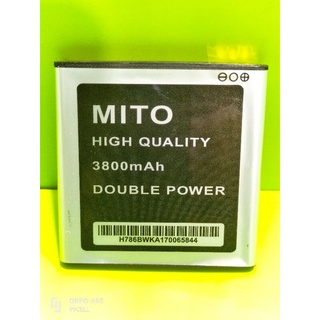 MITO
HIGH QUALITY
3800mAh
DOUBLE POWER
H786BWKA170065844